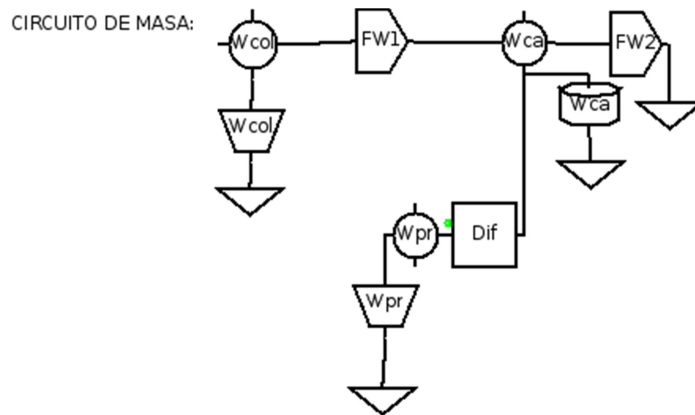 CIRCUITO DE MASA:
Wcol
FW1
Wca
FW2
Wcol
Wca
Wpr
Dif
Wpr